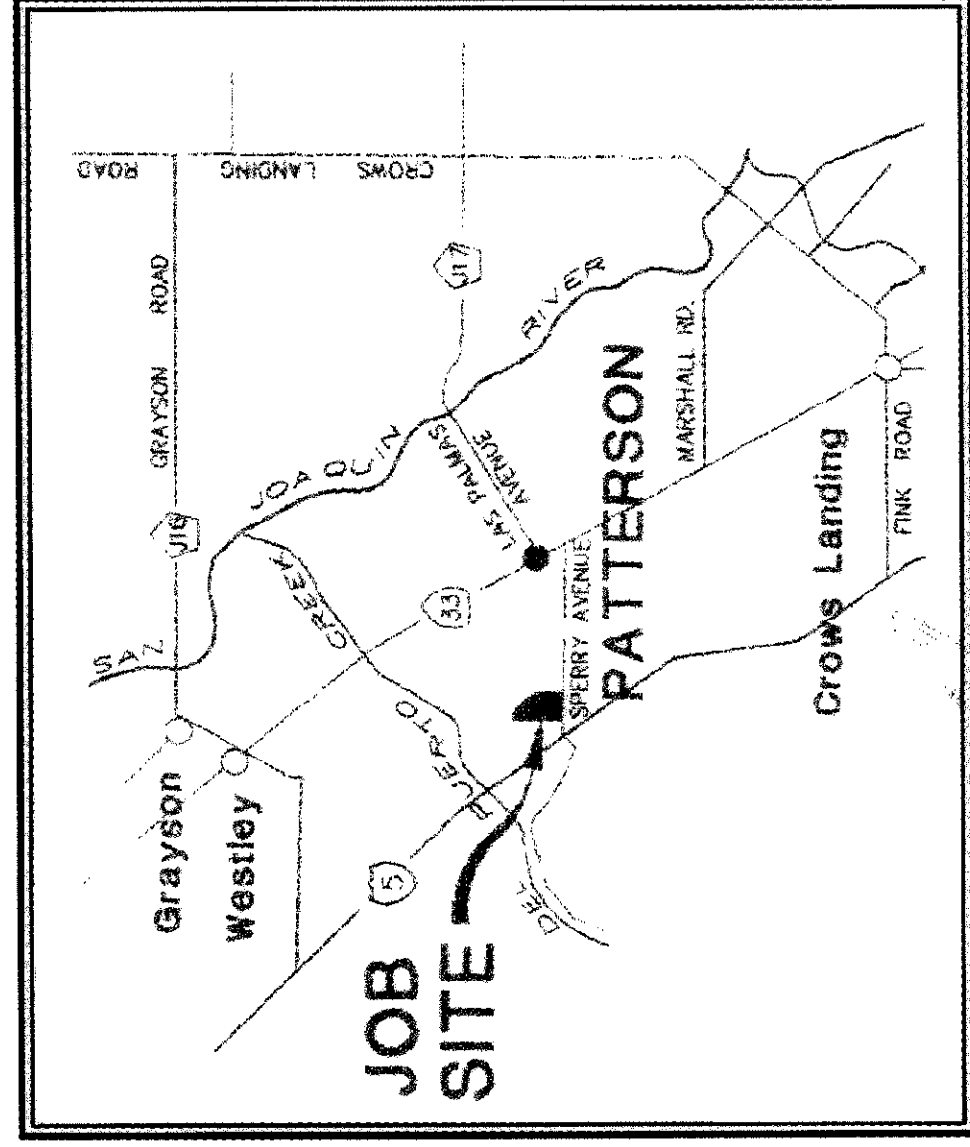 SAN
JOAQUIN
RIVER
GRAYSON ROAD
CROWS LANDING
ROAD
J16
J17
Grayson
Westley
33
5
PUERTO
CREEK
DEL
LAS PALMAS
AVENUE
SPERRY AVENUE
PATTERSON
JOB
SITE
MARSHALL RD.
Crows Landing
FINK ROAD